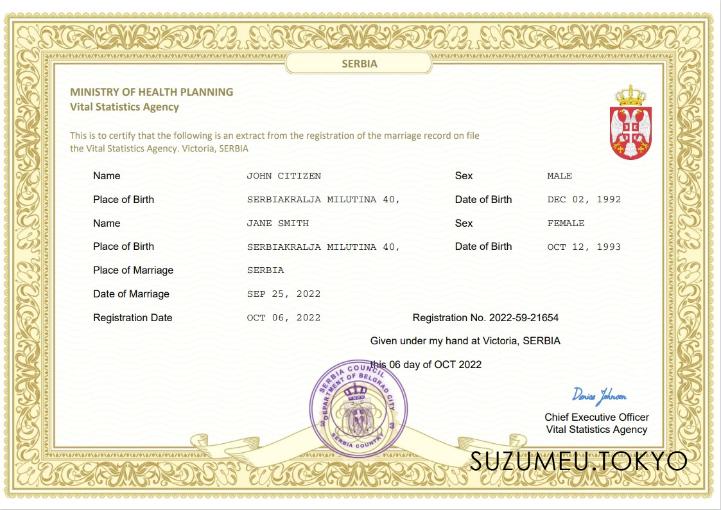 SERBIA
MINISTRY OF HEALTH PLANNING
Vital Statistics Agency
This is to certify that the following is an extract from the registration of the marriage record on file
the Vital Statistics Agency. Victoria, SERBIA
Name JOHN CITIZEN Sex MALE
Place of Birth SERBIAKRALJA MILUTINA 40, Date of Birth DEC 02, 1992
Name JANE SMITH Sex FEMALE
Place of Birth SERBIAKRALJA MILUTINA 40, Date of Birth OCT 12, 1993
Place of Marriage SERBIA
Date of Marriage SEP 25, 2022
Registration Date OCT 06, 2022 Registration No. 2022-59-21654
Given under my hand at Victoria, SERBIA
this 06 day of OCT 2022
SERBIA COUNCIL
DEPARTMENT OF BELGRAD CITY
SERBIA COUNTRY
Denise Johnson
Chief Executive Officer
Vital Statistics Agency
SUZUMEU.TOKYO